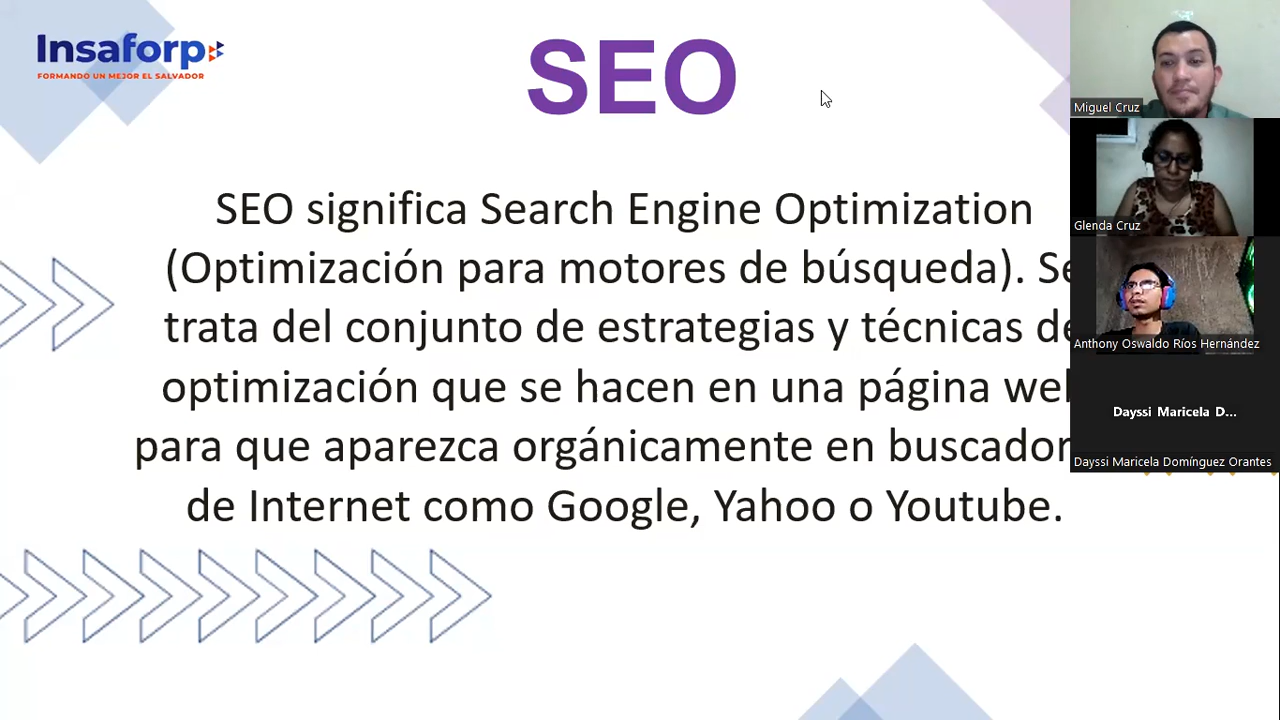 Insaforp
FORMANDO UN MEJOR EL SALVADOR
SEO
SEO significa Search Engine Optimization
(Optimización para motores de búsqueda). Se
trata del conjunto de estrategias y técnicas de
optimización que se hacen en una página
para que aparezca orgánicamente en
de Internet como Google, Yahoo o Youtube.
Miguel Cruz
Glenda Cruz
Anthony Oswaldo Ríos Hernández
Dayssi Maricela D...
Dayssi Maricela Domínguez Orantes